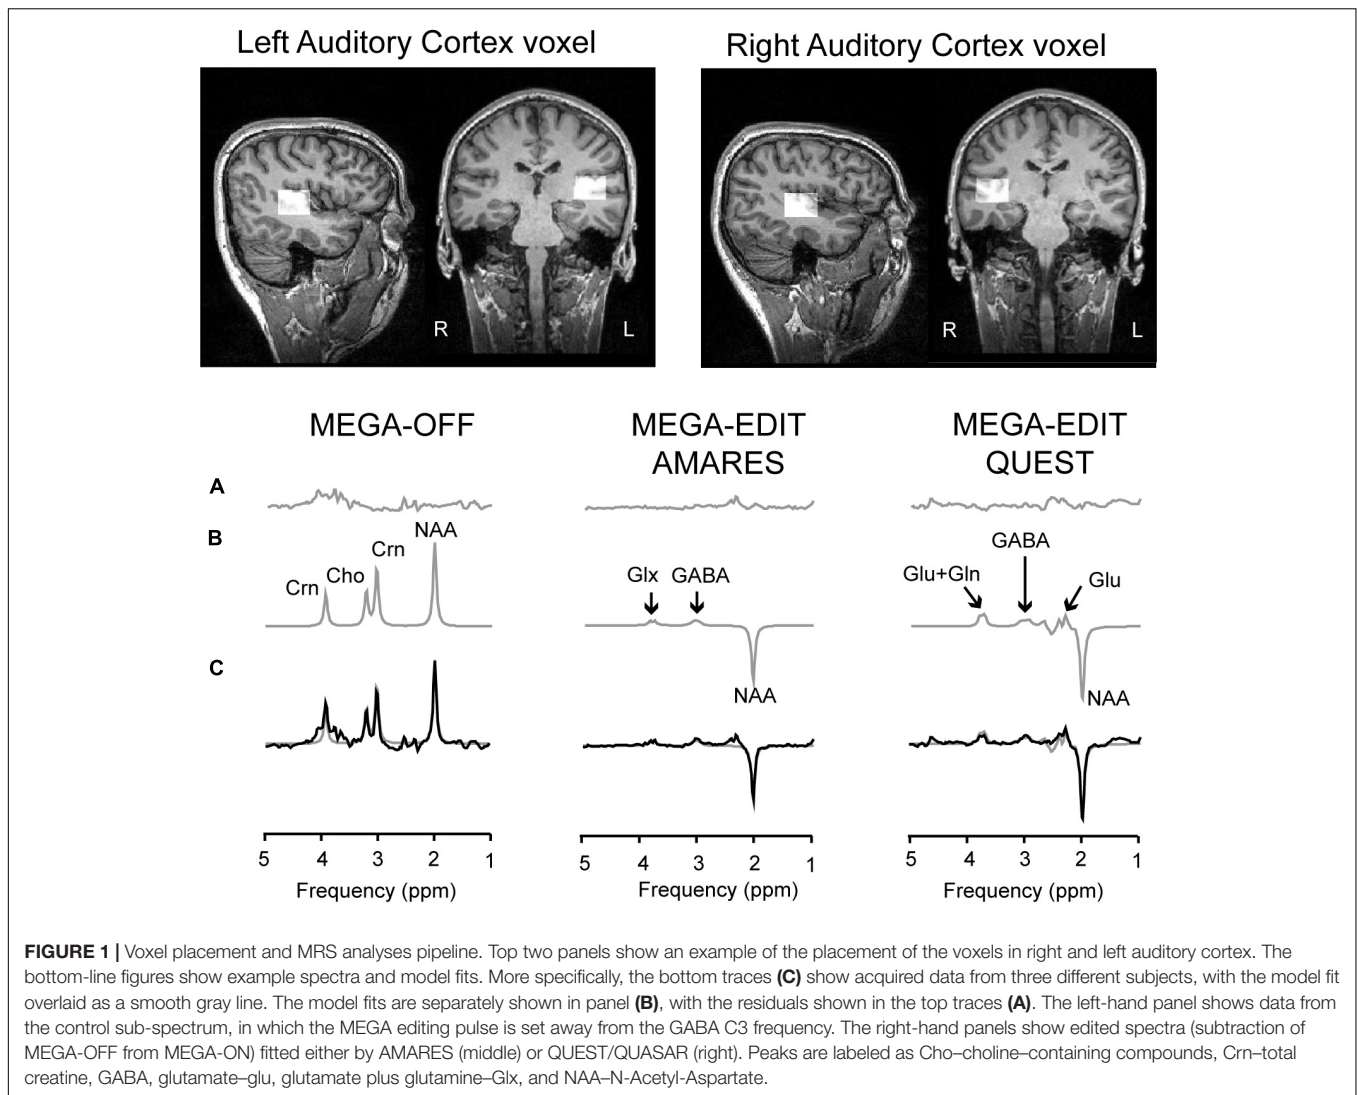 Left Auditory Cortex voxel
Right Auditory Cortex voxel
R
L
R
L
MEGA-OFF
MEGA-EDIT
AMARES
MEGA-EDIT
QUEST
A
B
Crn
Cho
Crn
NAA
Glx
GABA
NAA
Glu+Gln
GABA
Glu
NAA
C
5 4 3 2 1
Frequency (ppm)
5 4 3 2 1
Frequency (ppm)
5 4 3 2 1
Frequency (ppm)
FIGURE 1 | Voxel placement and MRS analyses pipeline. Top two panels show an example of the placement of the voxels in right and left auditory cortex. The
bottom-line figures show example spectra and model fits. More specifically, the bottom traces (C) show acquired data from three different subjects, with the model fit
overlaid as a smooth gray line. The model fits are separately shown in panel (B), with the residuals shown in the top traces (A). The left-hand panel shows data from
the control sub-spectrum, in which the MEGA editing pulse is set away from the GABA C3 frequency. The right-hand panels show edited spectra (subtraction of
MEGA-OFF from MEGA-ON) fitted either by AMARES (middle) or QUEST/QUASAR (right). Peaks are labeled as Cho–choline–containing compounds, Crn–total
creatine, GABA, glutamate–glu, glutamate plus glutamine–Glx, and NAA–N-Acetyl-Aspartate.